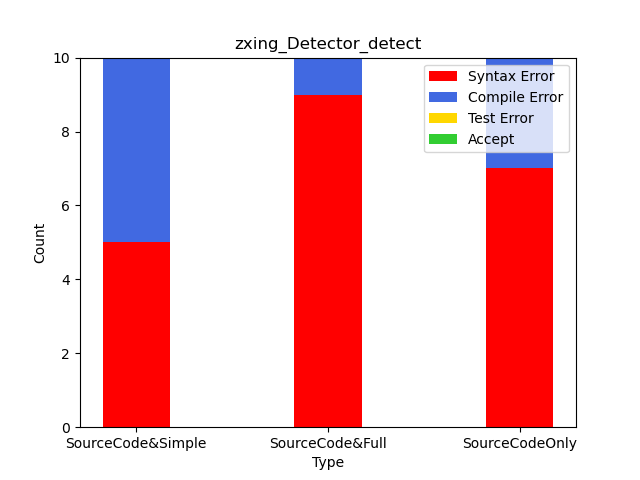 zxing_Detector_detect
10
8
6
4
2
0
Count
Syntax Error
Compile Error
Test Error
Accept
SourceCode&Simple
SourceCode&Full
SourceCodeOnly
Type